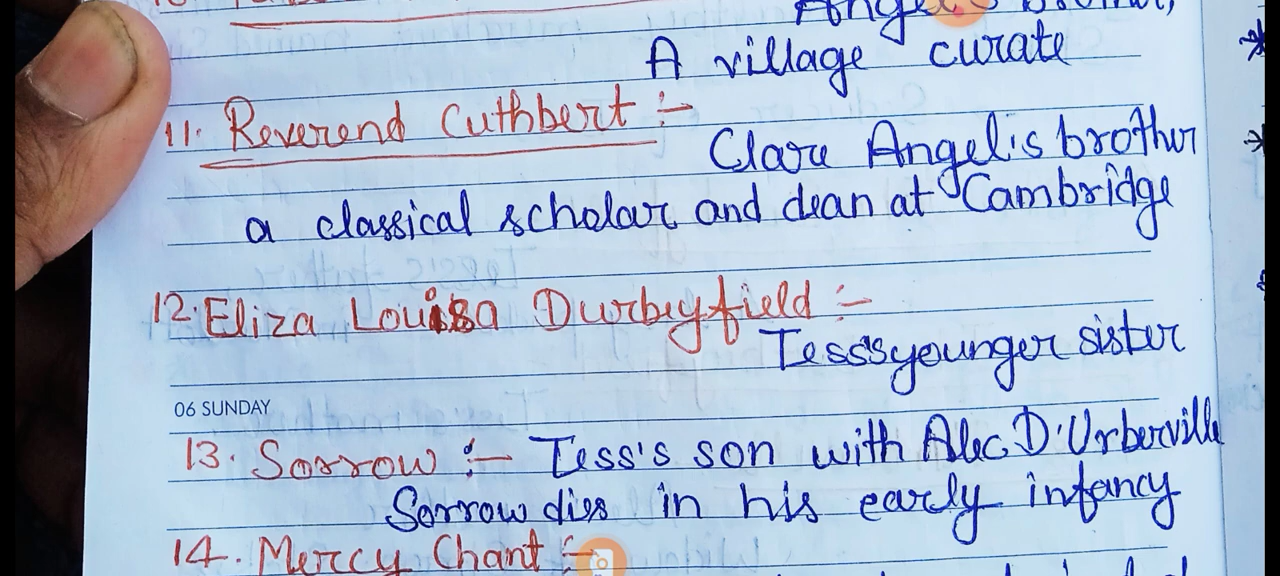 Angel's brother,
A village curate
11. Reverend Cuthbert :-
Clare Angel's brother
a classical scholar and dean at Cambridge
12. Eliza Louisa Durbeyfield :-
Tess's younger sister
06 SUNDAY
13. Sorrow :- Tess's son with Alec D'Urberville
Sorrow dies in his early infancy
14. Mercy Chant :-